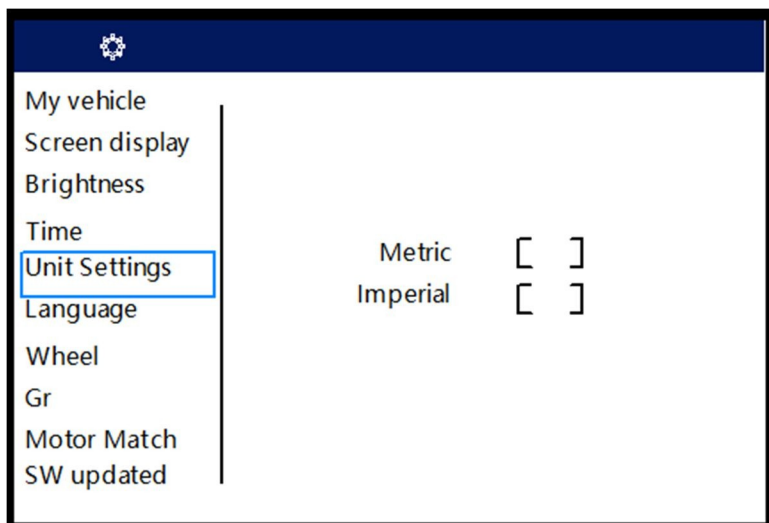 My vehicle
Screen display
Brightness
Time
Unit Settings
Language
Wheel
Gr
Motor Match
SW updated
Metric [ ]
Imperial [ ]